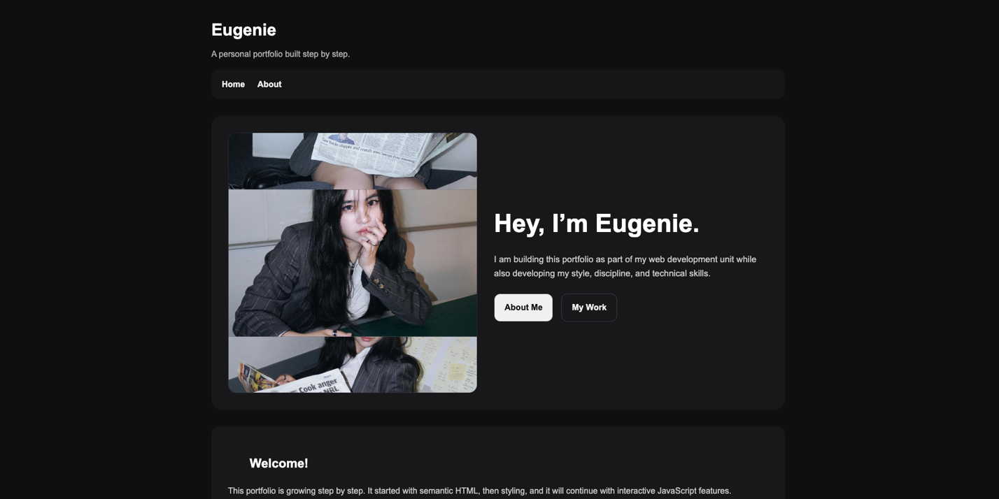 Eugenie
A personal portfolio built step by step.
Home About
Hey, I’m Eugenie.
I am building this portfolio as part of my web development unit while
also developing my style, discipline, and technical skills.
About Me My Work
Cook anger
NRL
Welcome!
This portfolio is growing step by step. It started with semantic HTML, then styling, and it will continue with interactive JavaScript features.